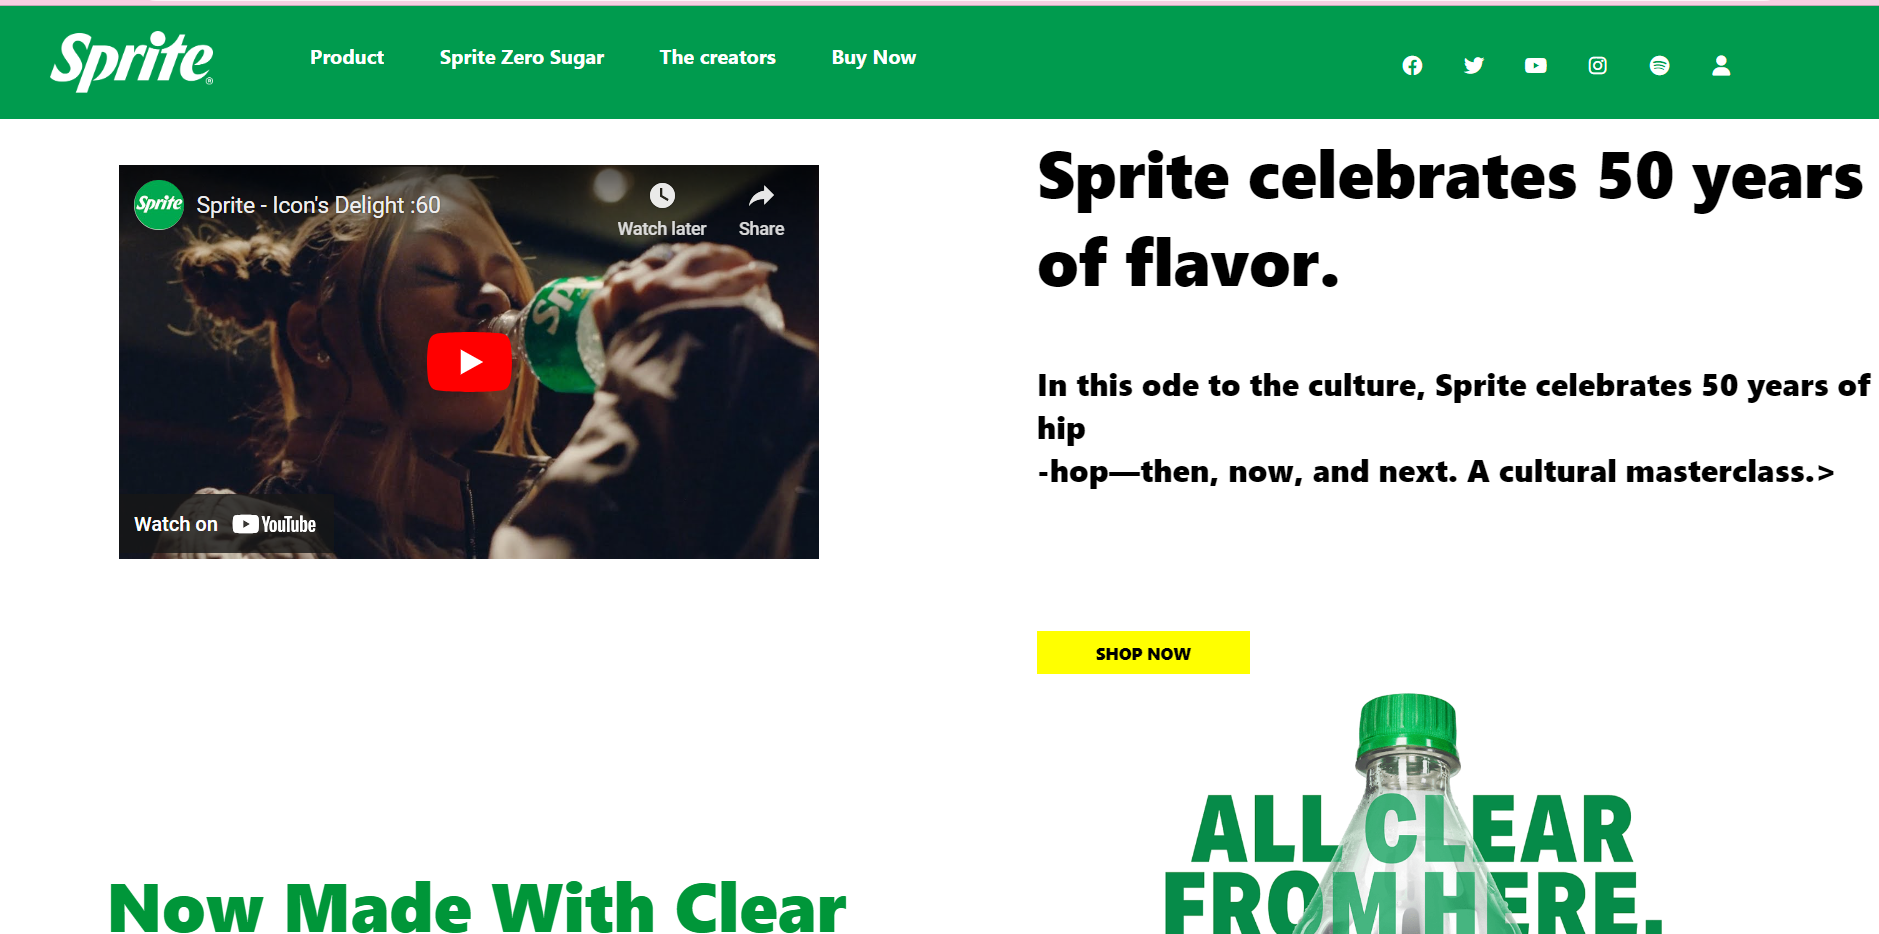 Sprite
Product
Sprite Zero Sugar
The creators
Buy Now
Sprite
Sprite - Icon's Delight :60
Watch later
Share
SP
Watch on YouTube
Sprite celebrates 50 years
of flavor.
In this ode to the culture, Sprite celebrates 50 years of
hip
-hop—then, now, and next. A cultural masterclass.>
SHOP NOW
Now Made With Clear
ALL CLEAR
FROM HERE.